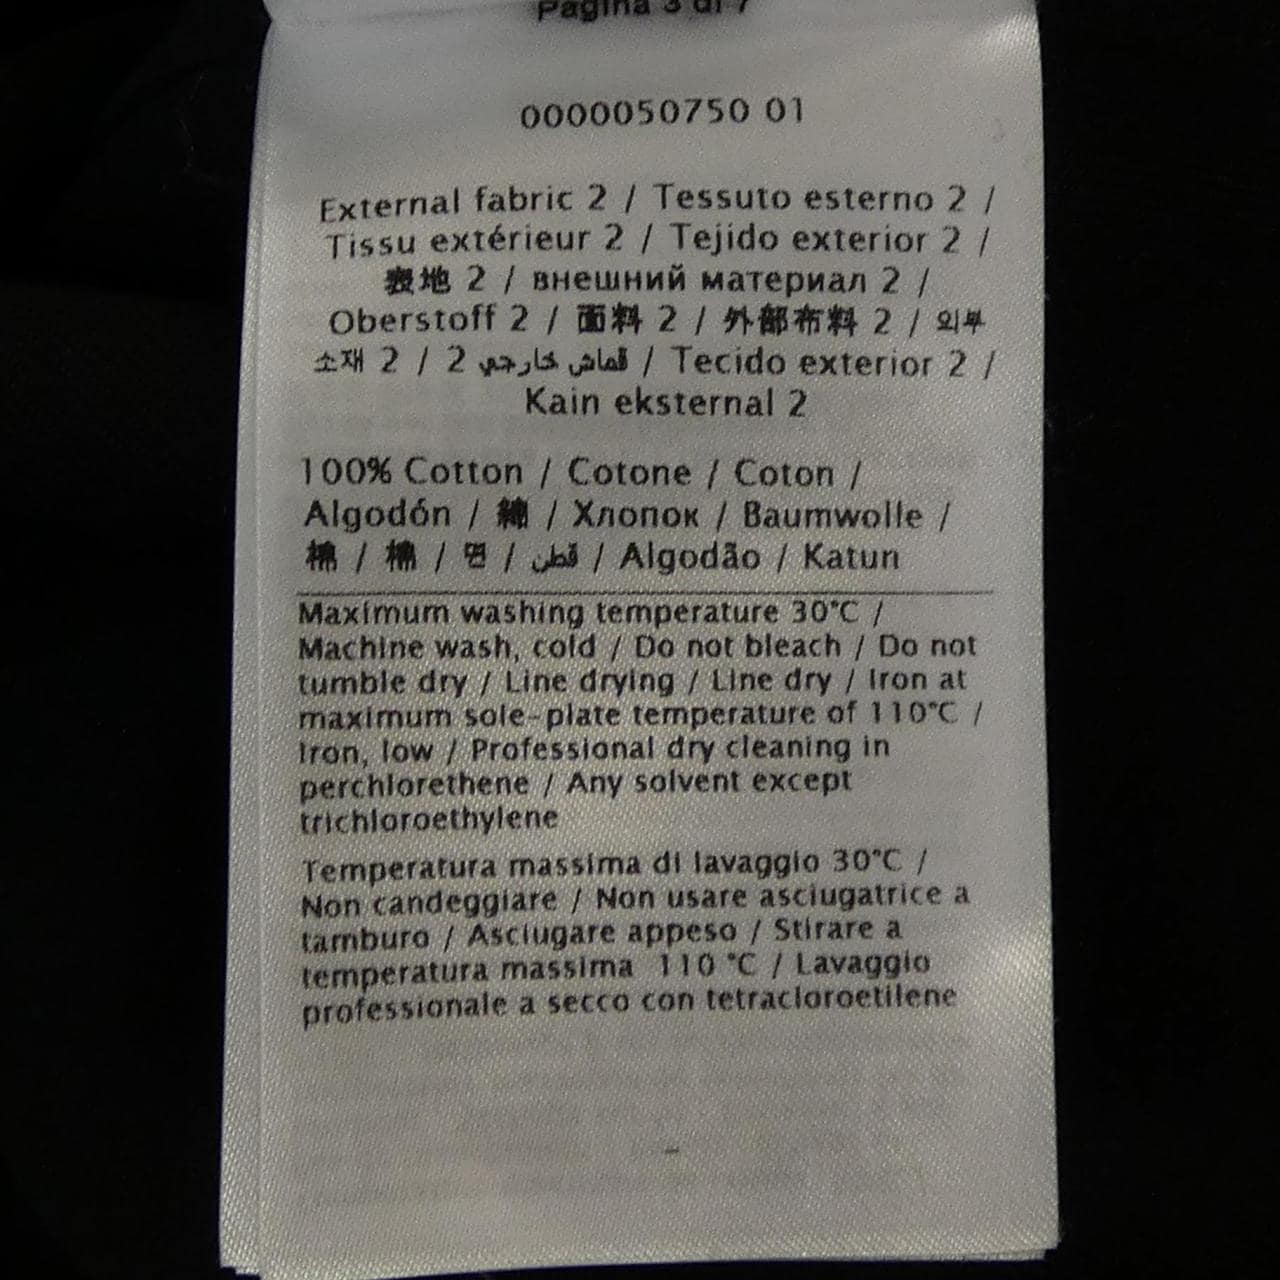 Pagina 3 di 7
0000050750 01
External fabric 2 / Tessuto esterno 2 /
Tissu extérieur 2 / Tejido exterior 2 /
表地 2 / внешний материал 2 /
Oberstoff 2 / 面料 2 / 外部布料 2 / 외부
소재 2 / 2 قماش خارجي / Tecido exterior 2 /
Kain eksternal 2
100% Cotton / Cotone / Coton /
Algodón / 綿 / Хлопок / Baumwolle /
棉 / 棉 / 면 / قطن / Algodão / Katun
Maximum washing temperature 30°C /
Machine wash, cold / Do not bleach / Do not
tumble dry / Line drying / Line dry / Iron at
maximum sole-plate temperature of 110°C /
Iron, low / Professional dry cleaning in
perchlorethene / Any solvent except
trichloroethylene
Temperatura massima di lavaggio 30°C /
Non candeggiare / Non usare asciugatrice a
tamburo / Asciugare appeso / Stirare a
temperatura massima 110 °C / Lavaggio
professionale a secco con tetracloroetilene